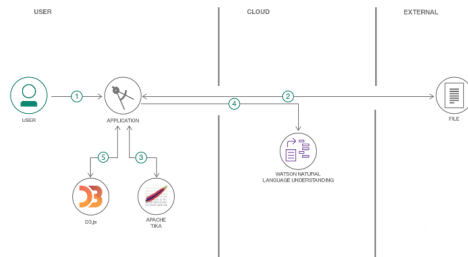 USER
CLOUD
EXTERNAL
1
2
4
USER
APPLICATION
FILE
5
3
WATSON NATURAL
LANGUAGE UNDERSTANDING
D3
D3.js
APACHE
TIKA